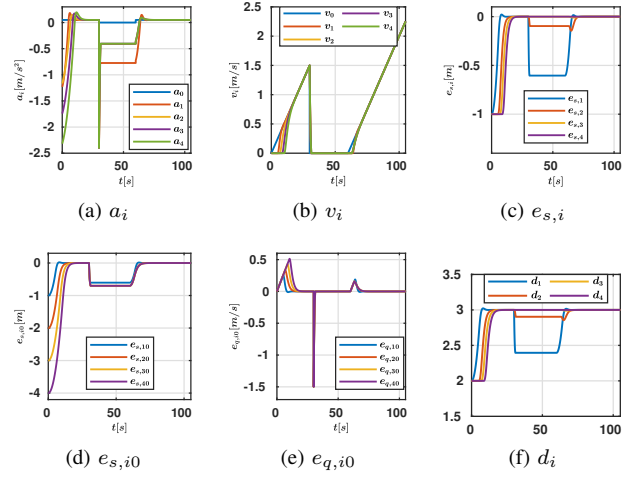 0
-0.5
-1
-1.5
-2
-2.5
a_i[m/s²]
a_0
a_1
a_2
a_3
a_4
0 50 100
t[s]
(a) a_i
2.5
2
1.5
1
0.5
0
v_i[m/s]
v_0 v_3
v_1 v_4
v_2
0 50 100
t[s]
(b) v_i
0
-0.5
-1
-1.5
e_{s,i}[m]
e_{s,1}
e_{s,2}
e_{s,3}
e_{s,4}
0 50 100
t[s]
(c) e_{s,i}
0
-1
-2
-3
-4
e_{s,i0}[m]
e_{s,10}
e_{s,20}
e_{s,30}
e_{s,40}
0 50 100
t[s]
(d) e_{s,i0}
0.5
0
-0.5
-1
-1.5
e_{q,i0}[m/s]
e_{q,10}
e_{q,20}
e_{q,30}
e_{q,40}
0 50 100
t[s]
(e) e_{q,i0}
3.5
3
2.5
2
1.5
1
d_1 d_3
d_2 d_4
0 50 100
(f) d_i